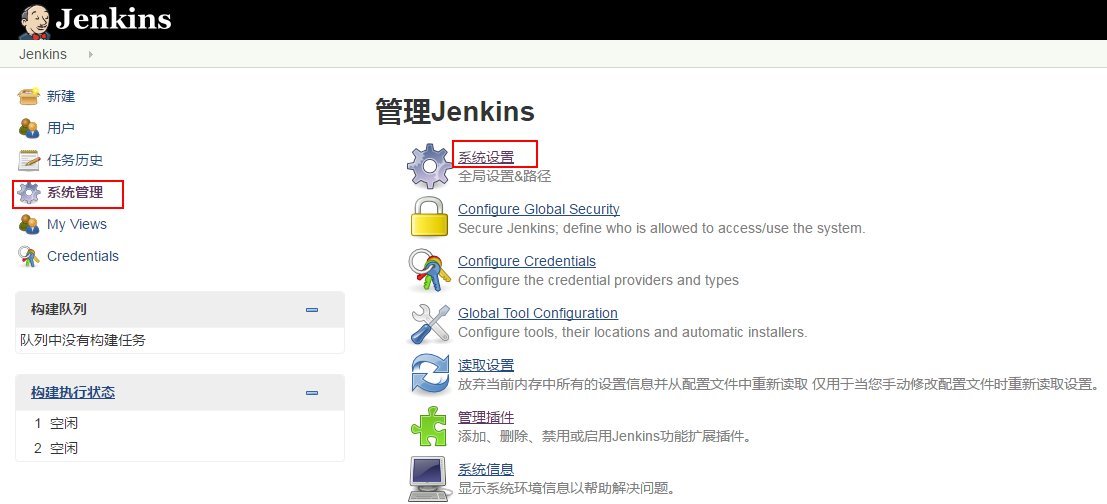 Jenkins
Jenkins
新建
用户
任务历史
系统管理
My Views
Credentials
构建队列
队列中没有构建任务
构建执行状态
1 空闲
2 空闲
管理Jenkins
系统设置
全局设置&路径
Configure Global Security
Secure Jenkins; define who is allowed to access/use the system.
Configure Credentials
Configure the credential providers and types
Global Tool Configuration
Configure tools, their locations and automatic installers.
读取设置
放弃当前内存中所有的设置信息并从配置文件中重新读取 仅用于当您手动修改配置文件时重新读取设置。
管理插件
添加、删除、禁用或启用Jenkins功能扩展插件。
系统信息
显示系统环境信息以帮助解决问题。